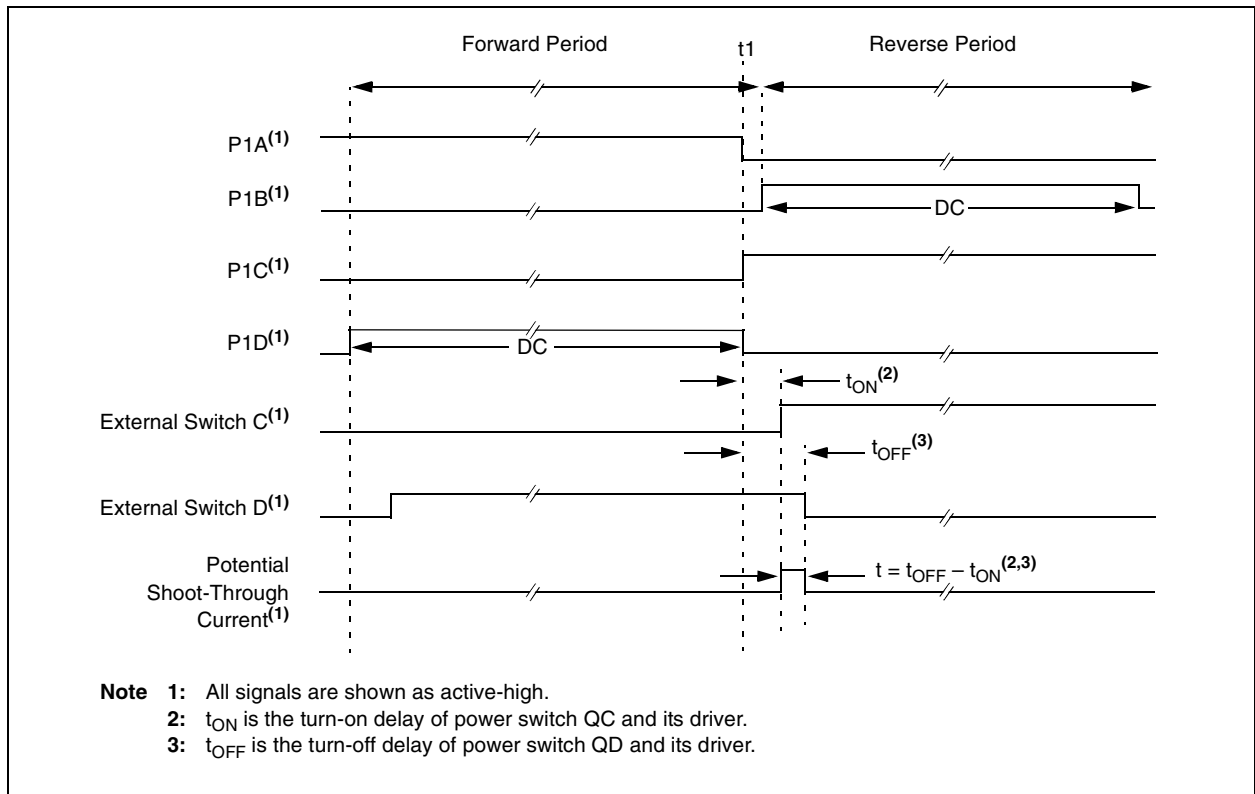 Forward Period
t1
Reverse Period
P1A(1)
P1B(1)
DC
P1C(1)
P1D(1)
DC
tON(2)
External Switch C(1)
tOFF(3)
External Switch D(1)
Potential
Shoot-Through
Current(1)
t = tOFF – tON(2,3)
Note 1: All signals are shown as active-high.
2: tON is the turn-on delay of power switch QC and its driver.
3: tOFF is the turn-off delay of power switch QD and its driver.